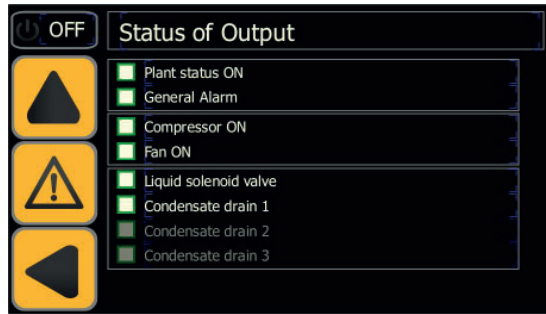 OFF
Status of Output
Plant status ON
General Alarm
Compressor ON
Fan ON
Liquid solenoid valve
Condensate drain 1
Condensate drain 2
Condensate drain 3